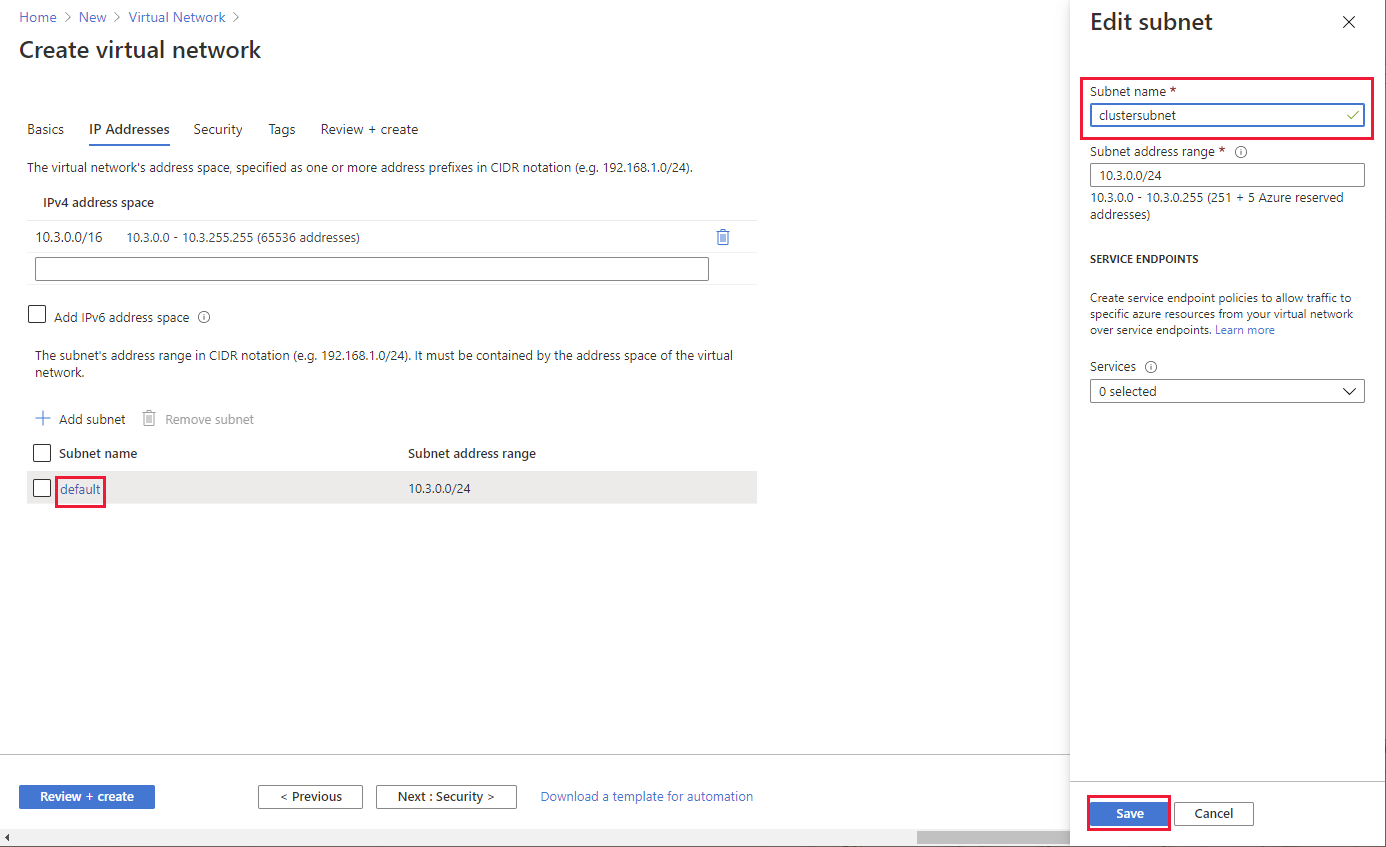 Home > New > Virtual Network >
Create virtual network
Basics IP Addresses Security Tags Review + create
The virtual network's address space, specified as one or more address prefixes in CIDR notation (e.g. 192.168.1.0/24).
IPv4 address space
10.3.0.0/16 10.3.0.0 - 10.3.255.255 (65536 addresses)
Add IPv6 address space
The subnet's address range in CIDR notation (e.g. 192.168.1.0/24). It must be contained by the address space of the virtual
network.
Add subnet Remove subnet
Subnet name Subnet address range
default 10.3.0.0/24
Review + create < Previous Next : Security > Download a template for automation
Edit subnet
Subnet name *
clustersubnet
Subnet address range *
10.3.0.0/24
10.3.0.0 - 10.3.0.255 (251 + 5 Azure reserved
addresses)
SERVICE ENDPOINTS
Create service endpoint policies to allow traffic to
specific azure resources from your virtual network
over service endpoints. Learn more
Services
0 selected
Save Cancel